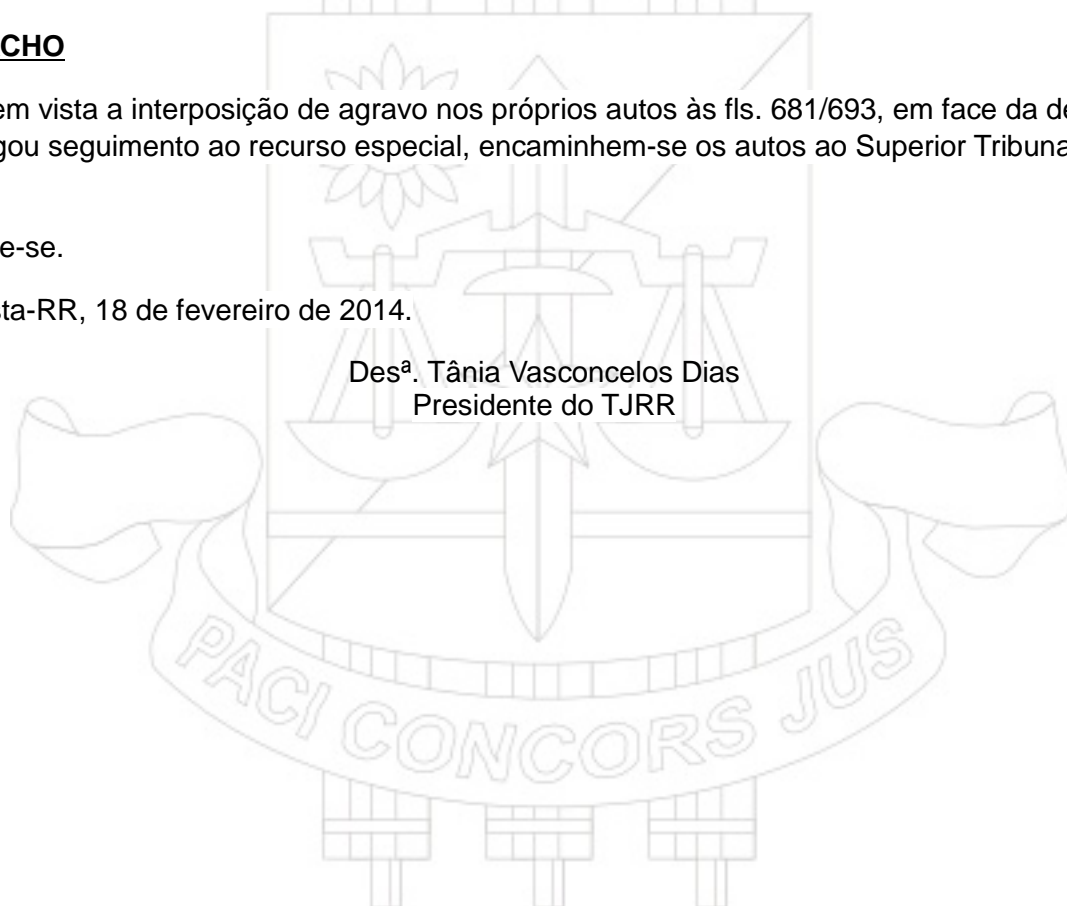 CHO
em vista a interposição de agravo nos próprios autos às fls. 681/693, em face da de
gou seguimento ao recurso especial, encaminhem-se os autos ao Superior Tribuna
e-se.
sta-RR, 18 de fevereiro de 2014.
Desª. Tânia Vasconcelos Dias
Presidente do TJRR
PACI CONCORS JUS